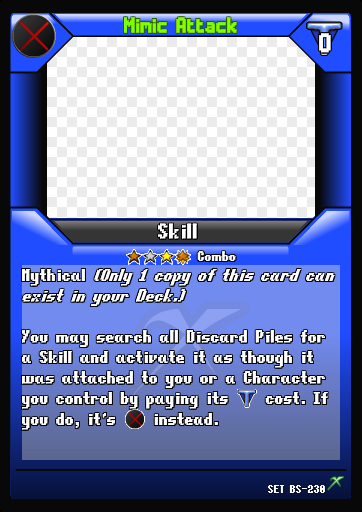 Mimic Attack
0
Skill
Combo
Mythical (Only 1 copy of this card can
exist in your Deck.)
You may search all Discard Piles for
a Skill and activate it as though it
was attached to you or a Character
you control by paying its cost. If
you do, it's instead.
SET BS-230